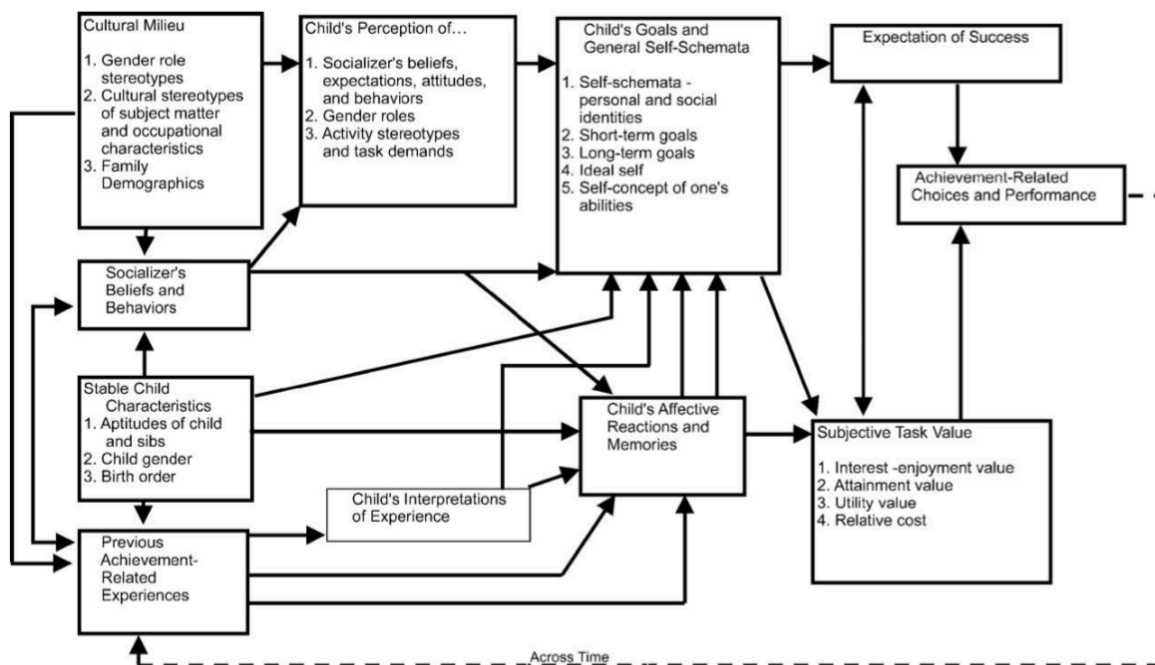 Cultural Milieu
1. Gender role
stereotypes
2. Cultural stereotypes
of subject matter
and occupational
characteristics
3. Family
Demographics
Child's Perception of...
1. Socializer's beliefs,
expectations, attitudes,
and behaviors
2. Gender roles
3. Activity stereotypes
and task demands
Child's Goals and
General Self-Schemata
1. Self-schemata -
personal and social
identities
2. Short-term goals
3. Long-term goals
4. Ideal self
5. Self-concept of one's
abilities
Expectation of Success
Achievement-Related
Choices and Performance
Socializer's
Beliefs and
Behaviors
Stable Child
Characteristics
1. Aptitudes of child
and sibs
2. Child gender
3. Birth order
Child's Affective
Reactions and
Memories
Subjective Task Value
1. Interest -enjoyment value
2. Attainment value
3. Utility value
4. Relative cost
Child's Interpretations
of Experience
Previous
Achievement-
Related
Experiences
Across Time